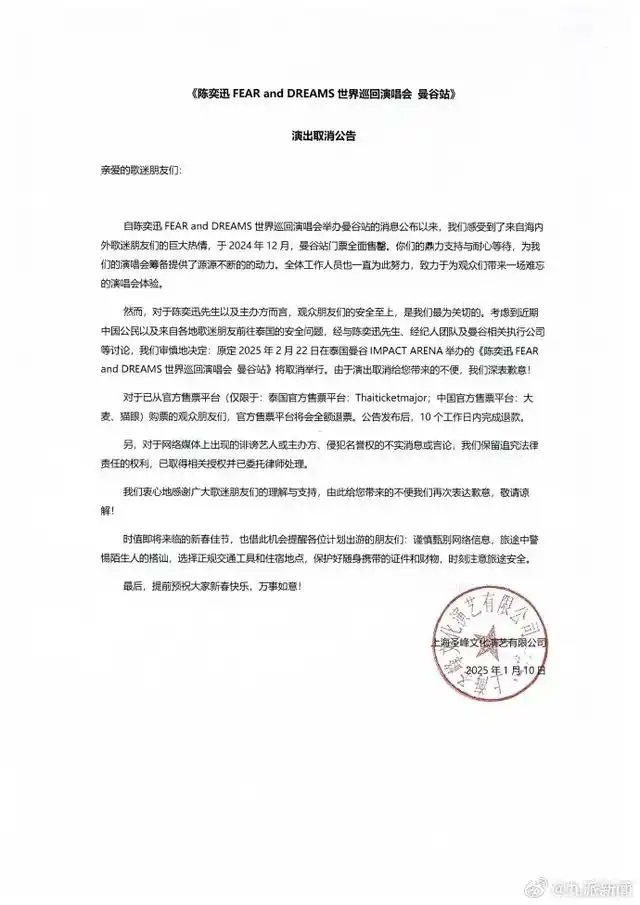 《陈奕迅 FEAR and DREAMS 世界巡回演唱会 曼谷站》
演出取消公告
亲爱的歌迷朋友们：
自陈奕迅 FEAR and DREAMS 世界巡回演唱会举办曼谷站的消息公布以来，我们感受到了来自海内
外歌迷朋友们的巨大热情，于 2024 年 12 月，曼谷站门票全面售罄。你们的鼎力支持与耐心等待，为我
们的演唱会筹备提供了源源不断的的动力。全体工作人员也一直为此努力，致力于为观众们带来一场难忘
的演唱会体验。
然而，对于陈奕迅先生以及主办方而言，观众朋友们的安全至上，是我们最为关切的。考虑到近期
中国公民以及来自各地歌迷朋友前往泰国的安全问题，经与陈奕迅先生、经纪人团队及曼谷相关执行公司
等讨论，我们审慎地决定：原定 2025 年 2 月 22 日在泰国曼谷 IMPACT ARENA 举办的《陈奕迅 FEAR
and DREAMS 世界巡回演唱会 曼谷站》将取消举行。由于演出取消给您带来的不便，我们深表歉意！
对于已从官方售票平台（仅限于：泰国官方售票平台：Thaiticketmajor；中国官方售票平台：大
麦、猫眼）购票的观众朋友们，官方售票平台将会全额退票。公告发布后，10 个工作日内完成退款。
另，对于网络媒体上出现的诽谤艺人或主办方、侵犯名誉权的不实消息或言论，我们保留追究法律
责任的权利，已取得相关授权并已委托律师处理。
我们衷心地感谢广大歌迷朋友们的理解与支持，由此给您带来的不便我们再次表达歉意，敬请谅
解！
时值即将来临的新春佳节，也借此机会提醒各位计划出游的朋友们：谨慎甄别网络信息，旅途中警
惕陌生人的搭讪，选择正规交通工具和住宿地点，保护好随身携带的证件和财物，时刻注意旅途安全。
最后，提前预祝大家新春快乐，万事如意！
上海圣峰文化演艺有限公司
2025 年 1 月 10 日
@九派新闻